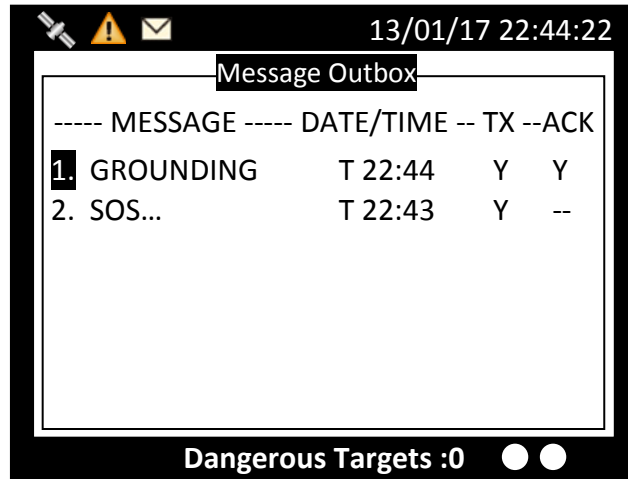 13/01/17 22:44:22
Message Outbox
----- MESSAGE ----- DATE/TIME -- TX --ACK
1. GROUNDING T 22:44 Y Y
2. SOS... T 22:43 Y --
Dangerous Targets :0